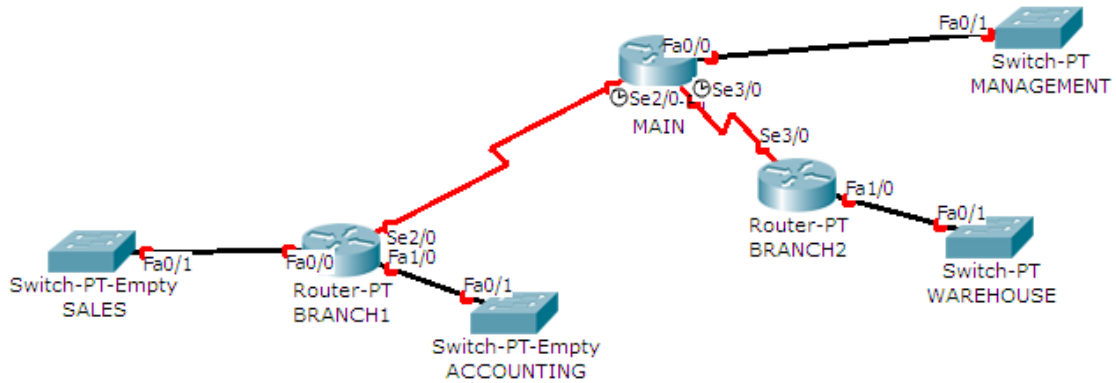 Fa0/1
Switch-PT
MANAGEMENT
Fa0/0
Se2/0
Se3/0
MAIN
Se3/0
Fa1/0
Router-PT
BRANCH2
Fa0/1
Switch-PT
WAREHOUSE
Se2/0
Fa0/0
Fa1/0
Router-PT
BRANCH1
Fa0/1
Switch-PT-Empty
SALES
Fa0/1
Switch-PT-Empty
ACCOUNTING